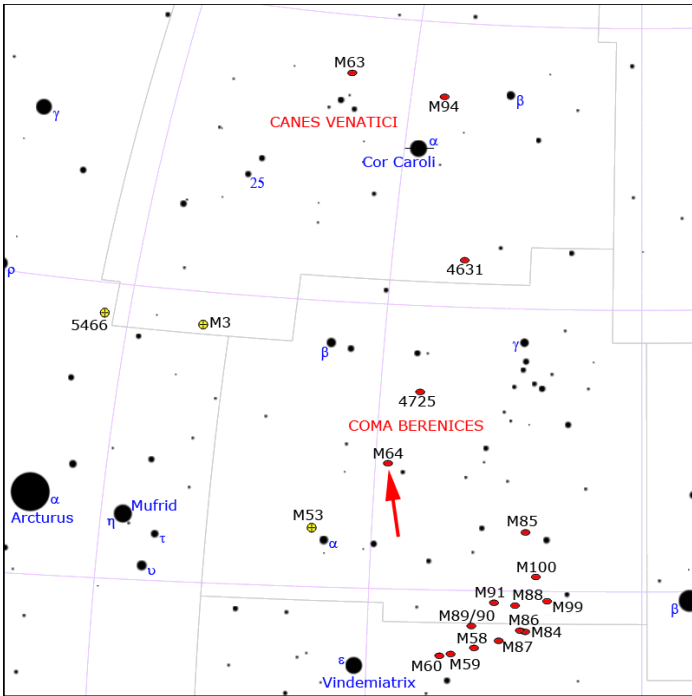 M63
M94
β
γ
CANES VENATICI
α
Cor Caroli
25
ρ
4631
5466
M3
β
γ
4725
COMA BERENICES
M64
α
Arcturus
Mufrid
η
τ
υ
M53
α
M85
M100
M91
M88
M99
β
M89/90
M86
M84
M58
M87
M60
M59
ε
Vindemiatrix